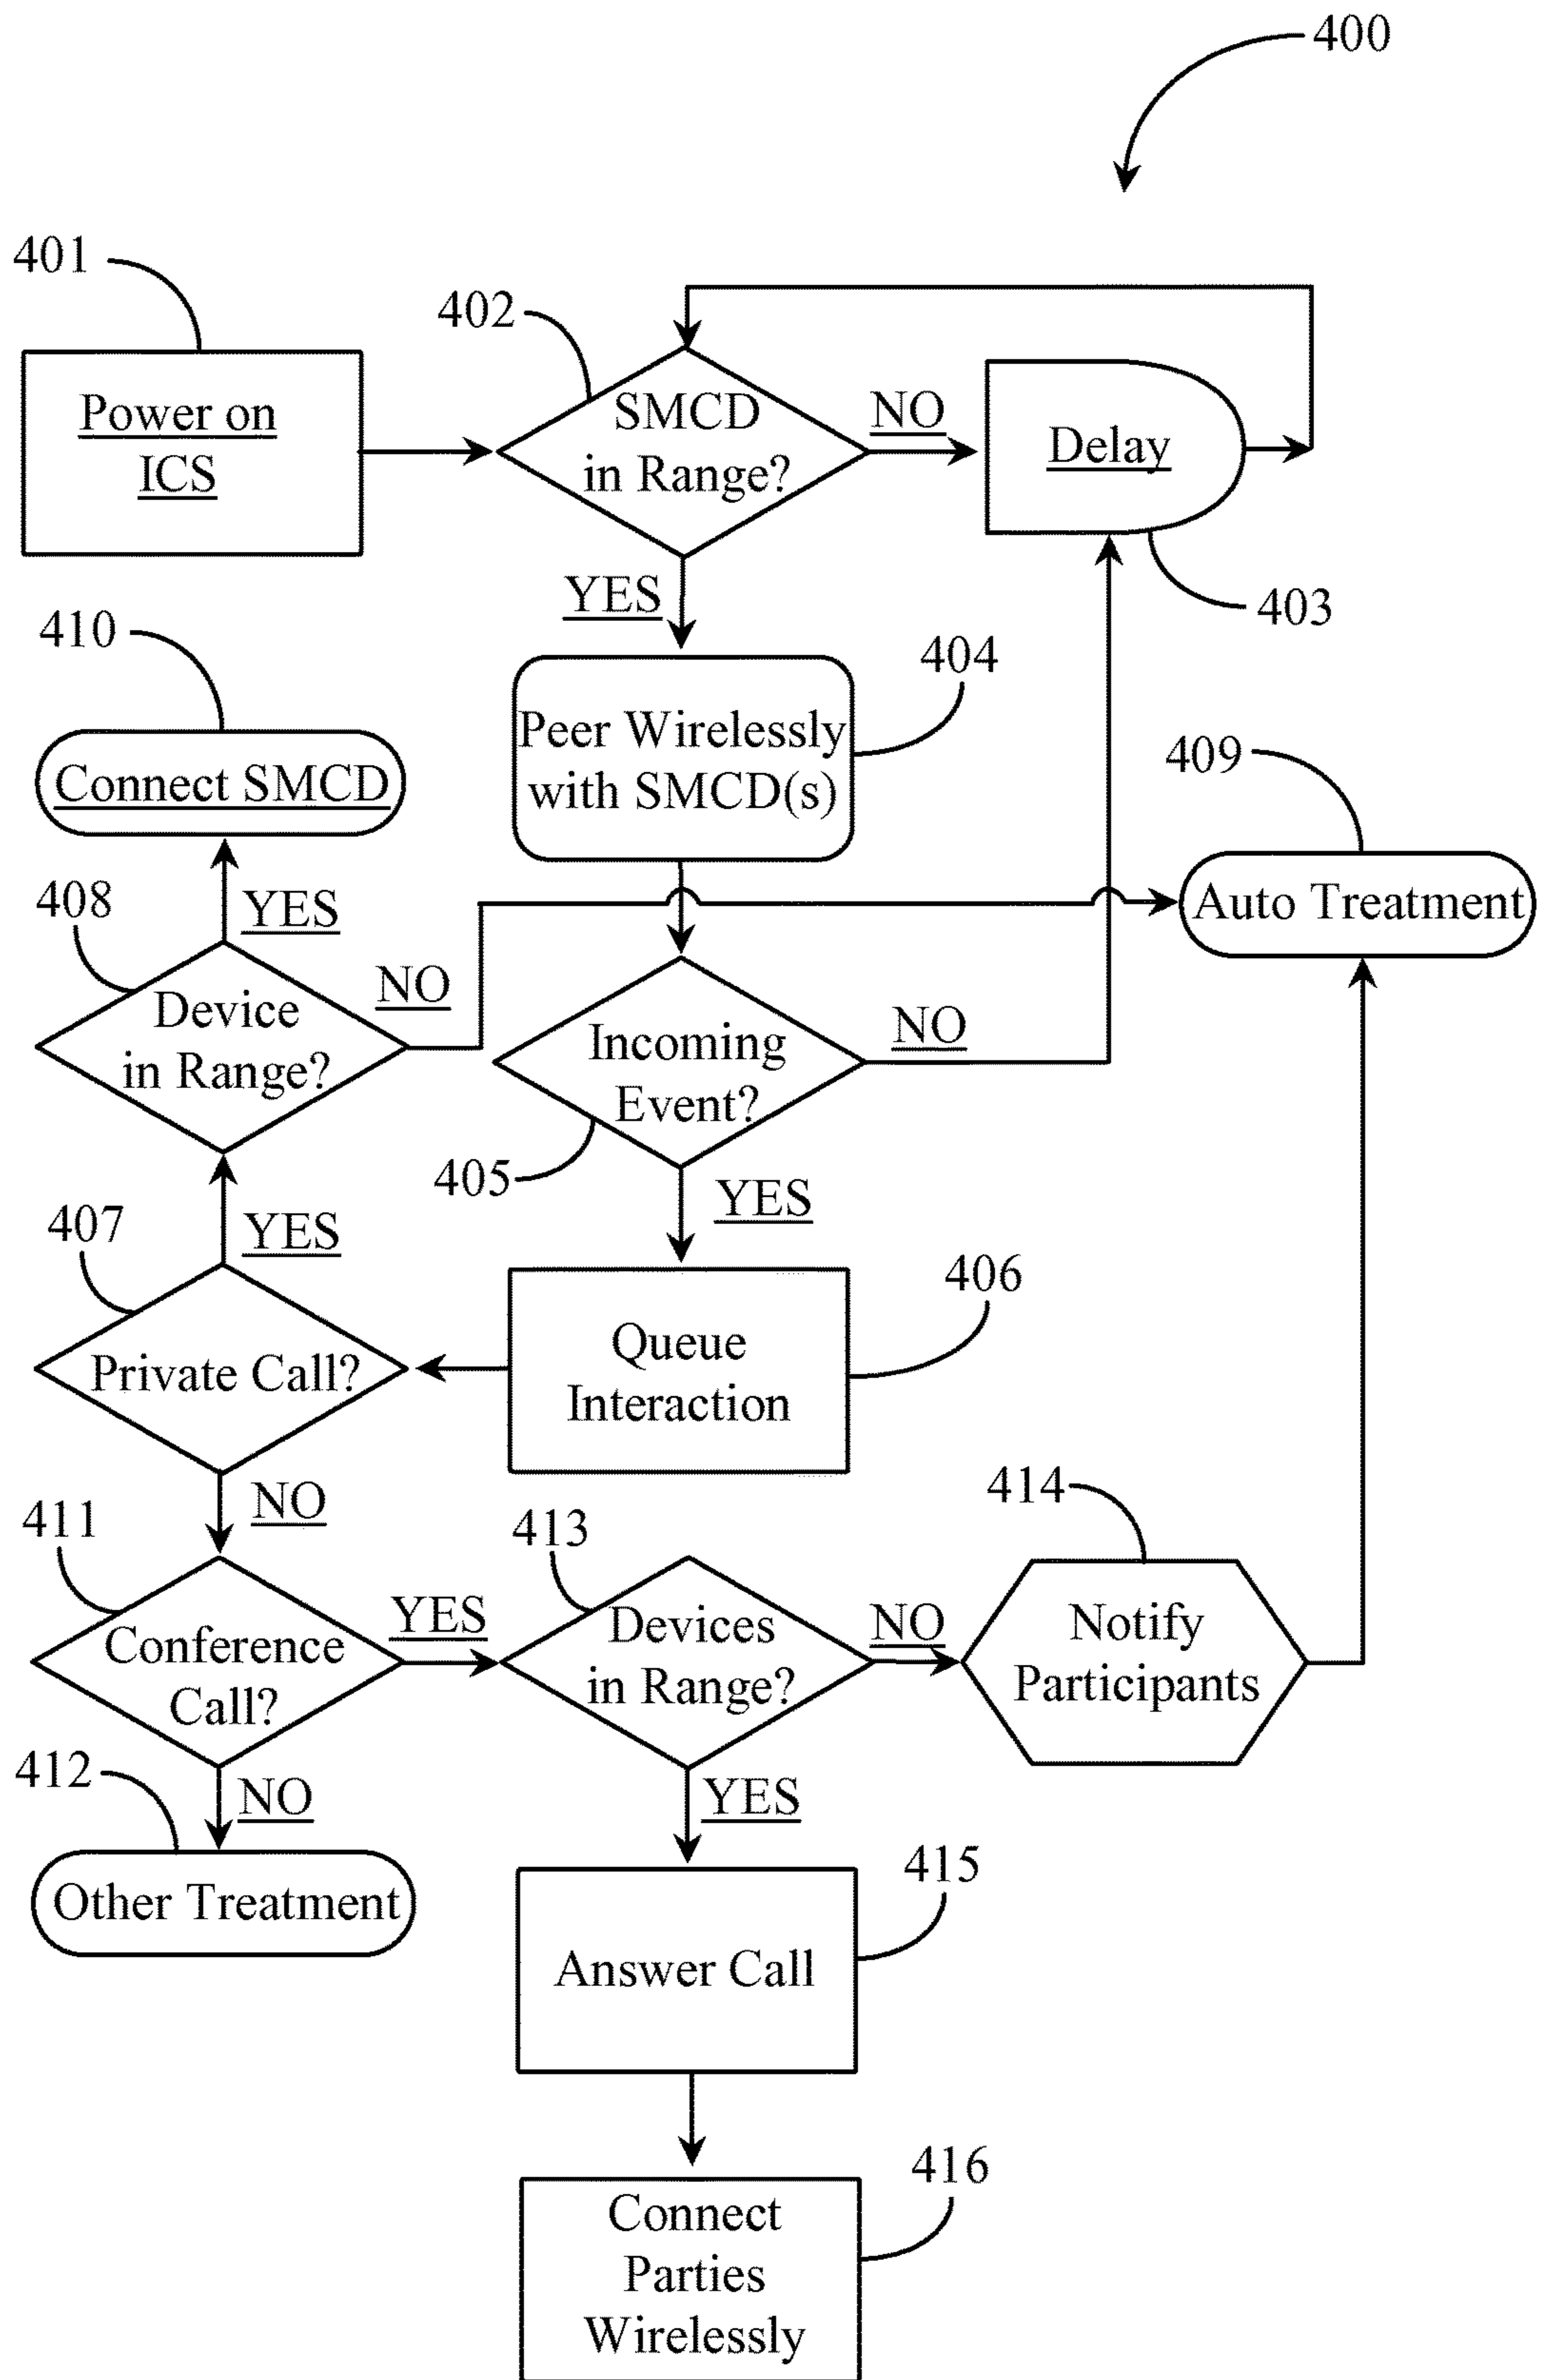 400
401
402
Power on
ICS
SMCD
in Range?
NO
Delay
YES
403
410
404
Connect SMCD
Peer Wirelessly
with SMCD(s)
409
408
YES
Auto Treatment
Device
in Range?
NO
Incoming
Event?
NO
405
407
YES
YES
406
Private Call?
Queue
Interaction
NO
411
413
414
Conference
Call?
YES
Devices
in Range?
NO
Notify
Participants
412
NO
YES
Other Treatment
415
Answer Call
416
Connect
Parties
Wirelessly